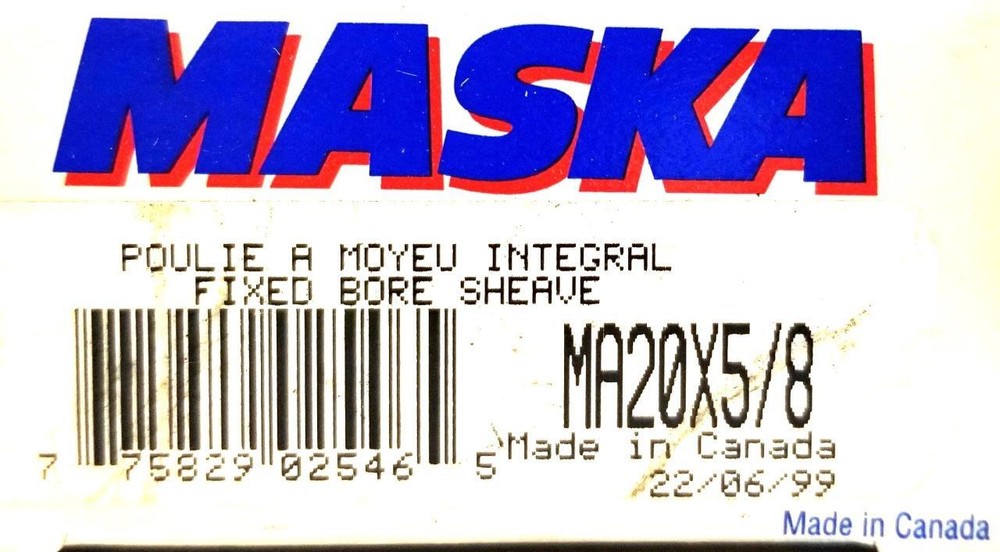 MASKA
POULIE A MOYEU INTEGRAL
FIXED BORE SHEAVE
MA20X5/8
7 75829 02546 5
Made in Canada
22/06/99
Made in Canada